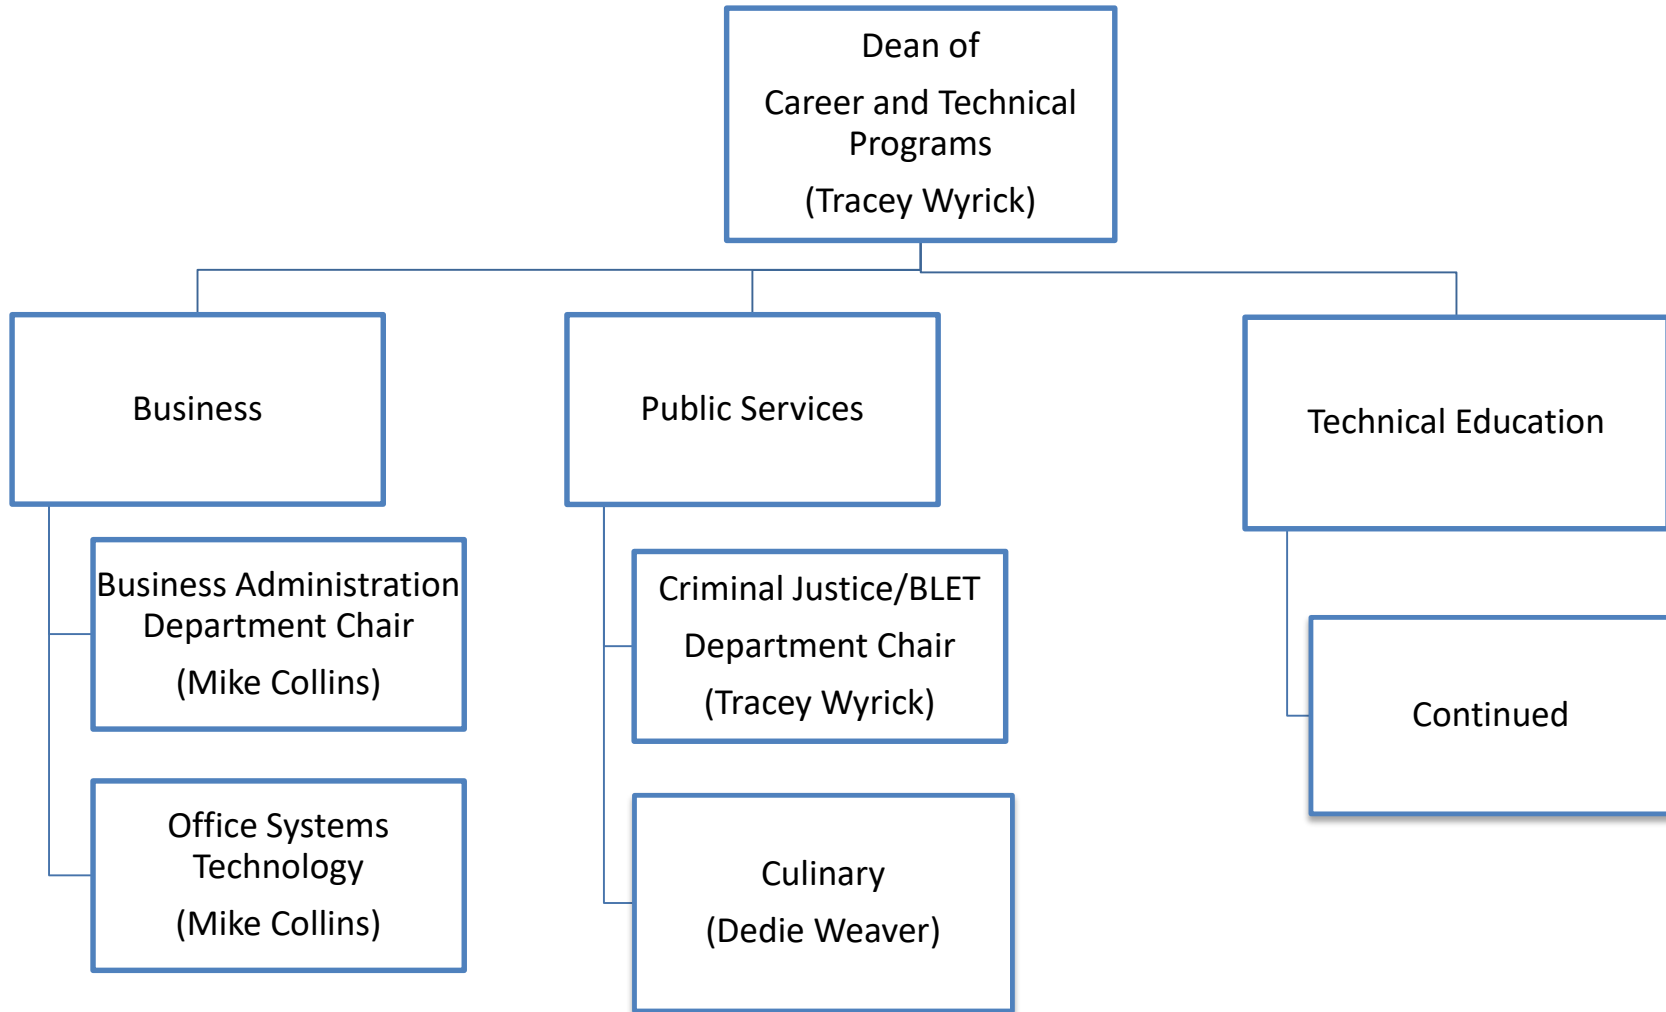 Dean of
Career and Technical
Programs
(Tracey Wyrick)
Business
Public Services
Technical Education
Business Administration
Department Chair
(Mike Collins)
Criminal Justice/BLET
Department Chair
(Tracey Wyrick)
Continued
Office Systems
Technology
(Mike Collins)
Culinary
(Dedie Weaver)